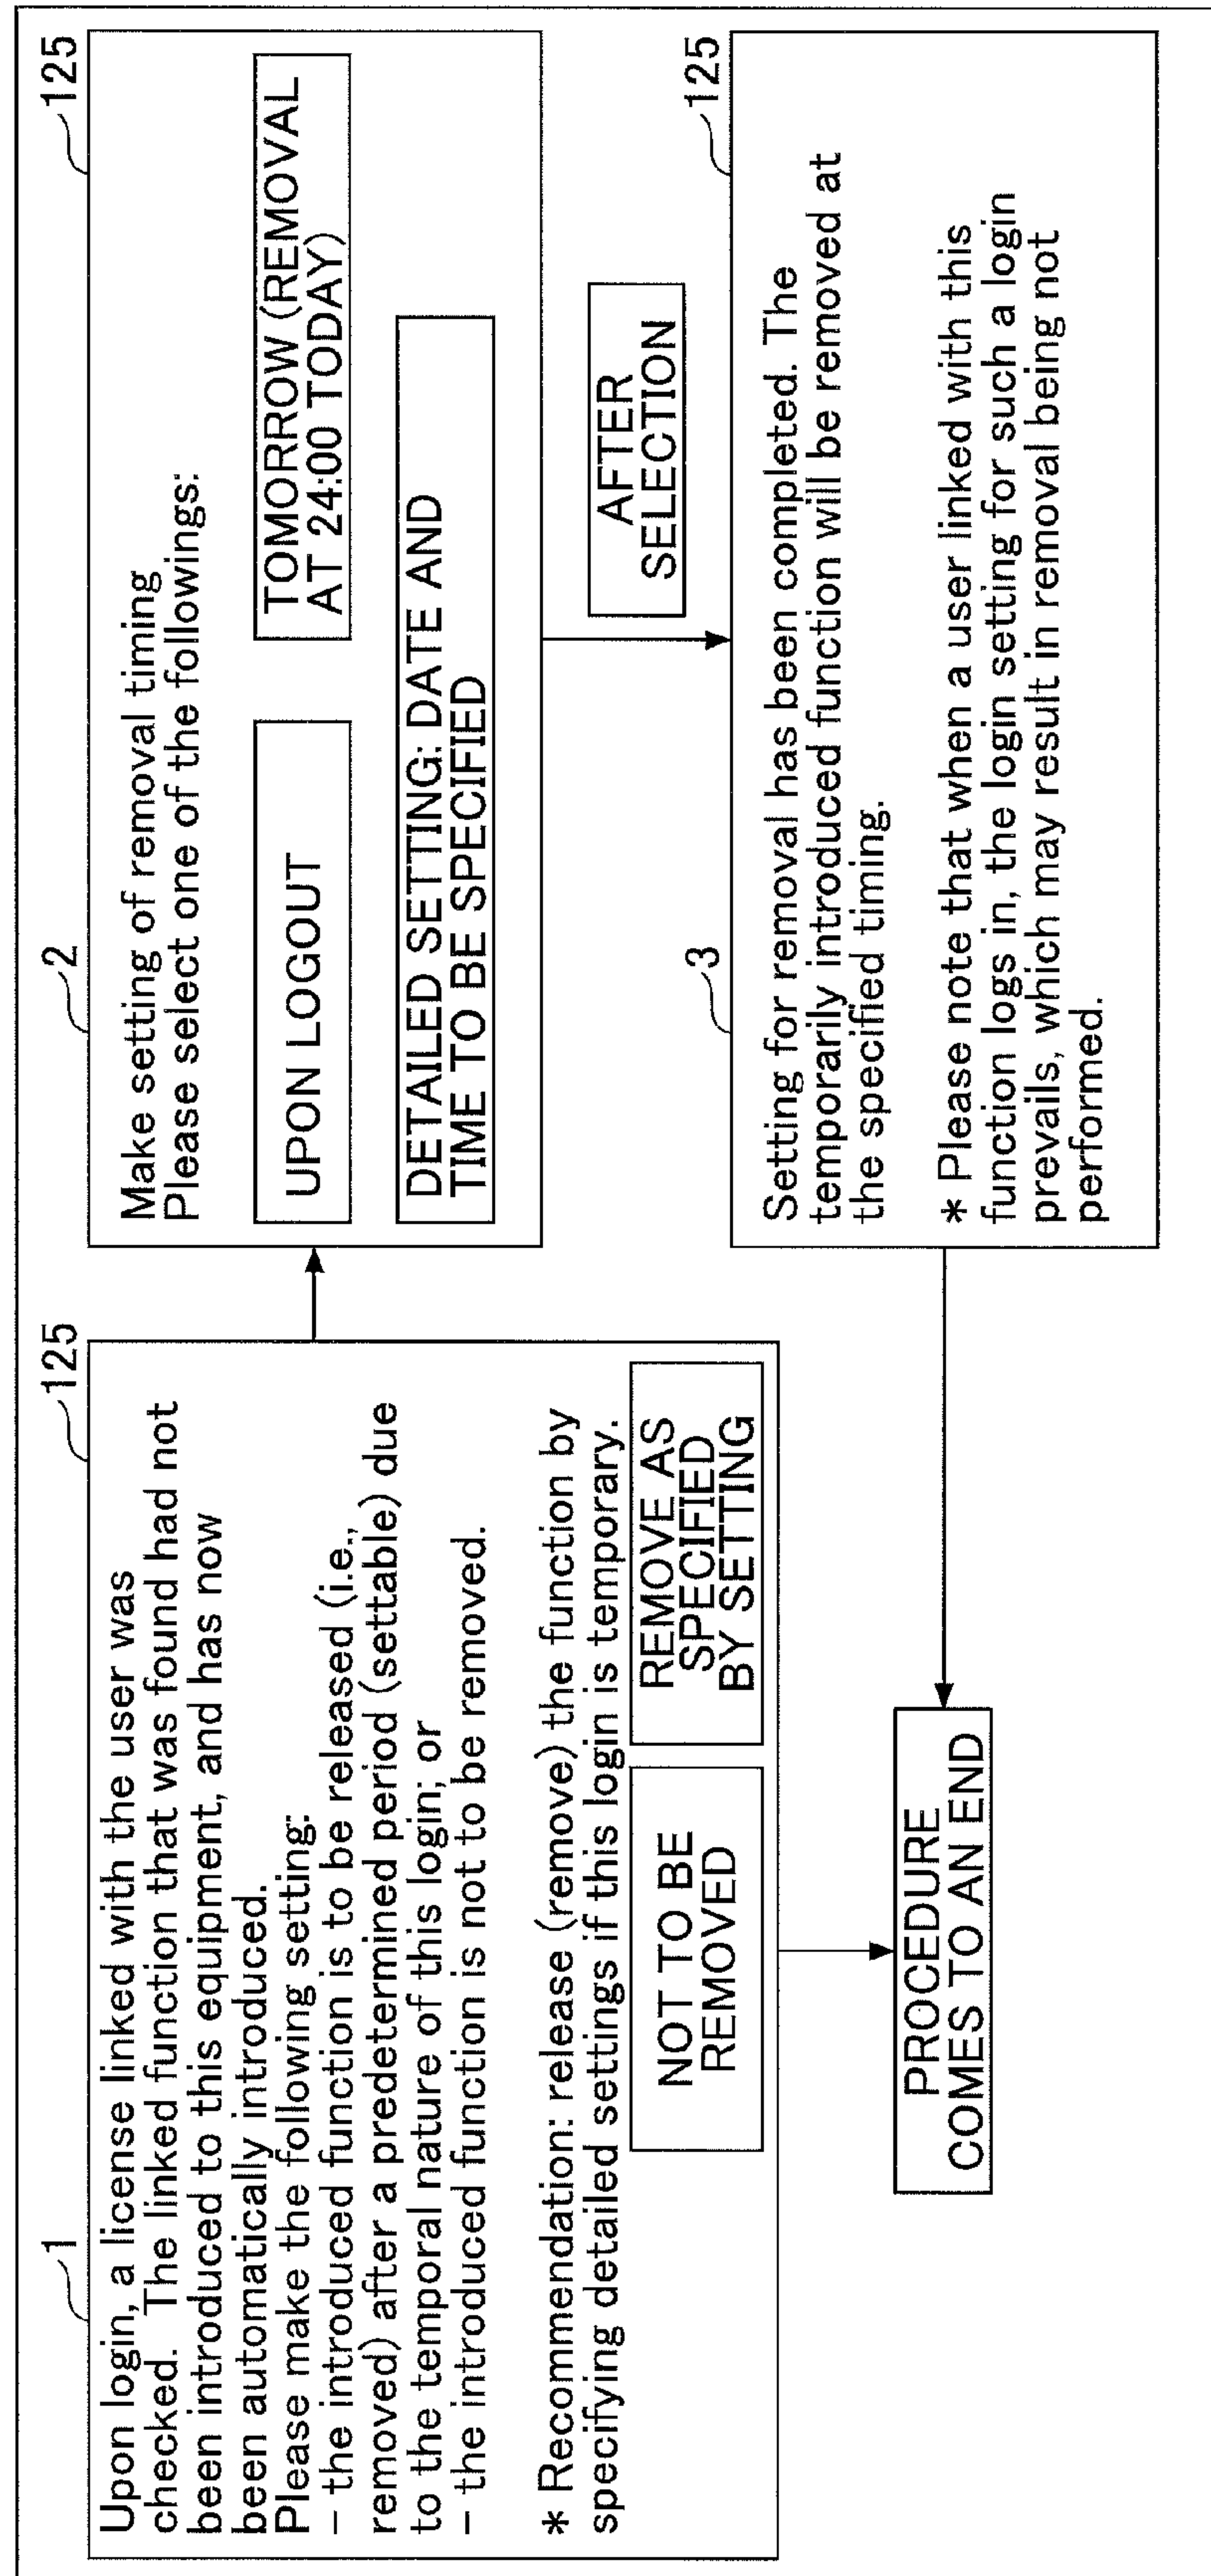 1
125
Upon login, a license linked with the user was
checked. The linked function that was found had not
been introduced to this equipment, and has now
been automatically introduced.
Please make the following setting:
– the introduced function is to be released (i.e.,
removed) after a predetermined period (settable) due
to the temporal nature of this login; or
– the introduced function is not to be removed.
* Recommendation: release (remove) the function by
specifying detailed settings if this login is temporary.
NOT TO BE
REMOVED
REMOVE AS
SPECIFIED
BY SETTING
2
125
Make setting of removal timing
Please select one of the followings:
UPON LOGOUT
TOMORROW (REMOVAL
AT 24:00 TODAY)
DETAILED SETTING: DATE AND
TIME TO BE SPECIFIED
AFTER
SELECTION
3
125
Setting for removal has been completed. The
temporarily introduced function will be removed at
the specified timing.
* Please note that when a user linked with this
function logs in, the login setting for such a login
prevails, which may result in removal being not
performed.
PROCEDURE
COMES TO AN END